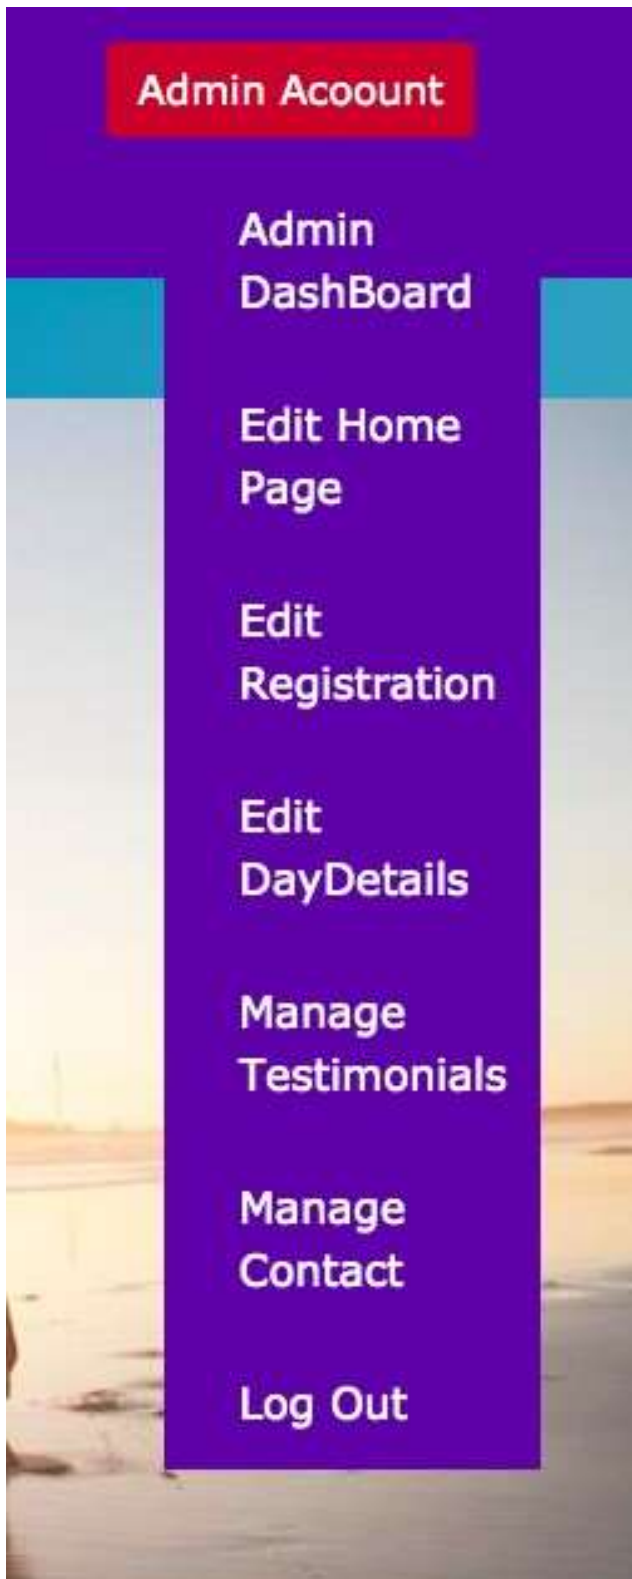 Admin Acoount
Admin
DashBoard
Edit Home
Page
Edit
Registration
Edit
DayDetails
Manage
Testimonials
Manage
Contact
Log Out